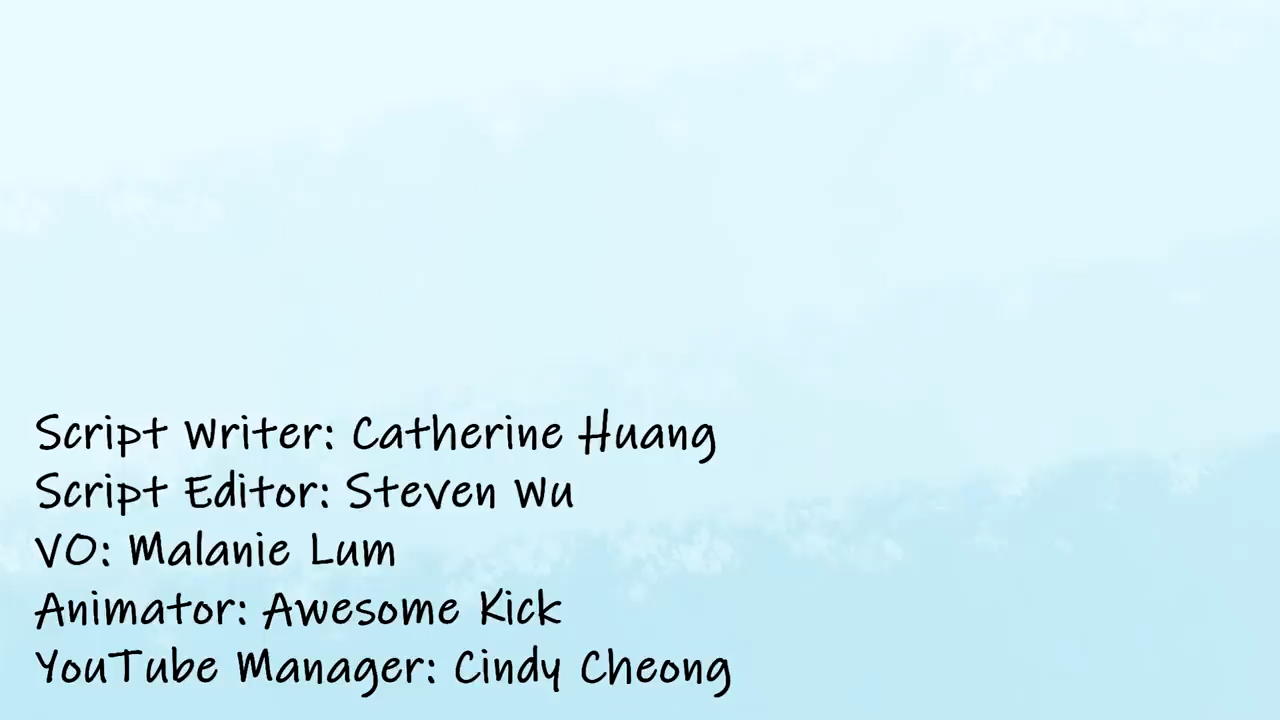 Script Writer: Catherine Huang
Script Editor: Steven Wu
VO: Malanie Lum
Animator: Awesome Kick
YouTube Manager: Cindy Cheong